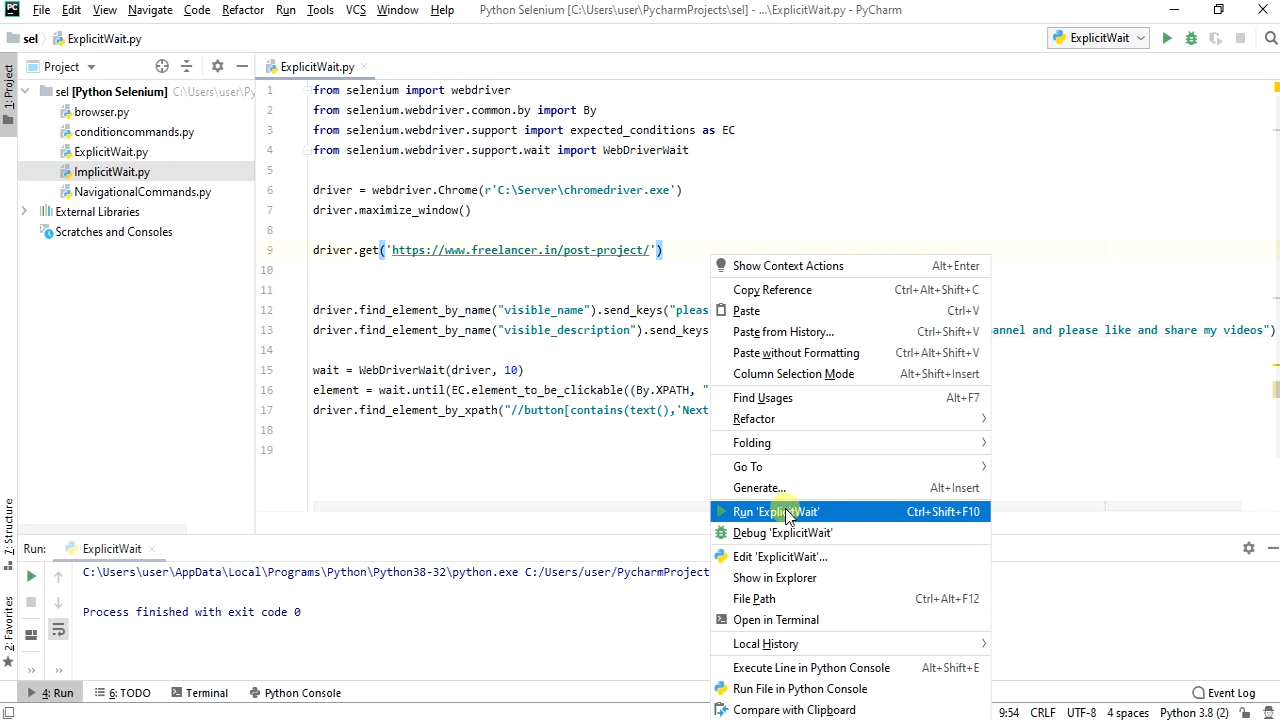 PC File Edit View Navigate Code Refactor Run Tools VCS Window Help Python Selenium [C:\Users\user\PycharmProjects\sel] - ...\ExplicitWait.py - PyCharm
sel ExplicitWait.py ExplicitWait
Project ExplicitWait.py
1: Project
sel [Python Selenium] C:\Users\user\Py
browser.py
conditioncommands.py
ExplicitWait.py
ImplicitWait.py
NavigationalCommands.py
External Libraries
Scratches and Consoles
1 from selenium import webdriver
2 from selenium.webdriver.common.by import By
3 from selenium.webdriver.support import expected_conditions as EC
4 from selenium.webdriver.support.wait import WebDriverWait
5
6 driver = webdriver.Chrome(r'C:\Server\chromedriver.exe')
7 driver.maximize_window()
8
9 driver.get('https://www.freelancer.in/post-project/')
10
11
12 driver.find_element_by_name("visible_name").send_keys("pleas
13 driver.find_element_by_name("visible_description").send_keys annel and please like and share my videos")
14
15 wait = WebDriverWait(driver, 10)
16 element = wait.until(EC.element_to_be_clickable((By.XPATH, "
17 driver.find_element_by_xpath("//button[contains(text(),'Next
18
19
Show Context Actions Alt+Enter
Copy Reference Ctrl+Alt+Shift+C
Paste Ctrl+V
Paste from History... Ctrl+Shift+V
Paste without Formatting Ctrl+Alt+Shift+V
Column Selection Mode Alt+Shift+Insert
Find Usages Alt+F7
Refactor
Folding
Go To
Generate... Alt+Insert
Run 'ExplicitWait' Ctrl+Shift+F10
Debug 'ExplicitWait'
Edit 'ExplicitWait'...
Show in Explorer
File Path Ctrl+Alt+F12
Open in Terminal
Local History
Execute Line in Python Console Alt+Shift+E
Run File in Python Console
Compare with Clipboard
Z: Structure
2: Favorites
Run: ExplicitWait
C:\Users\user\AppData\Local\Programs\Python\Python38-32\python.exe C:/Users/user/PycharmProject
Process finished with exit code 0
4: Run 6: TODO Terminal Python Console Event Log
9:54 CRLF UTF-8 4 spaces Python 3.8 (2)